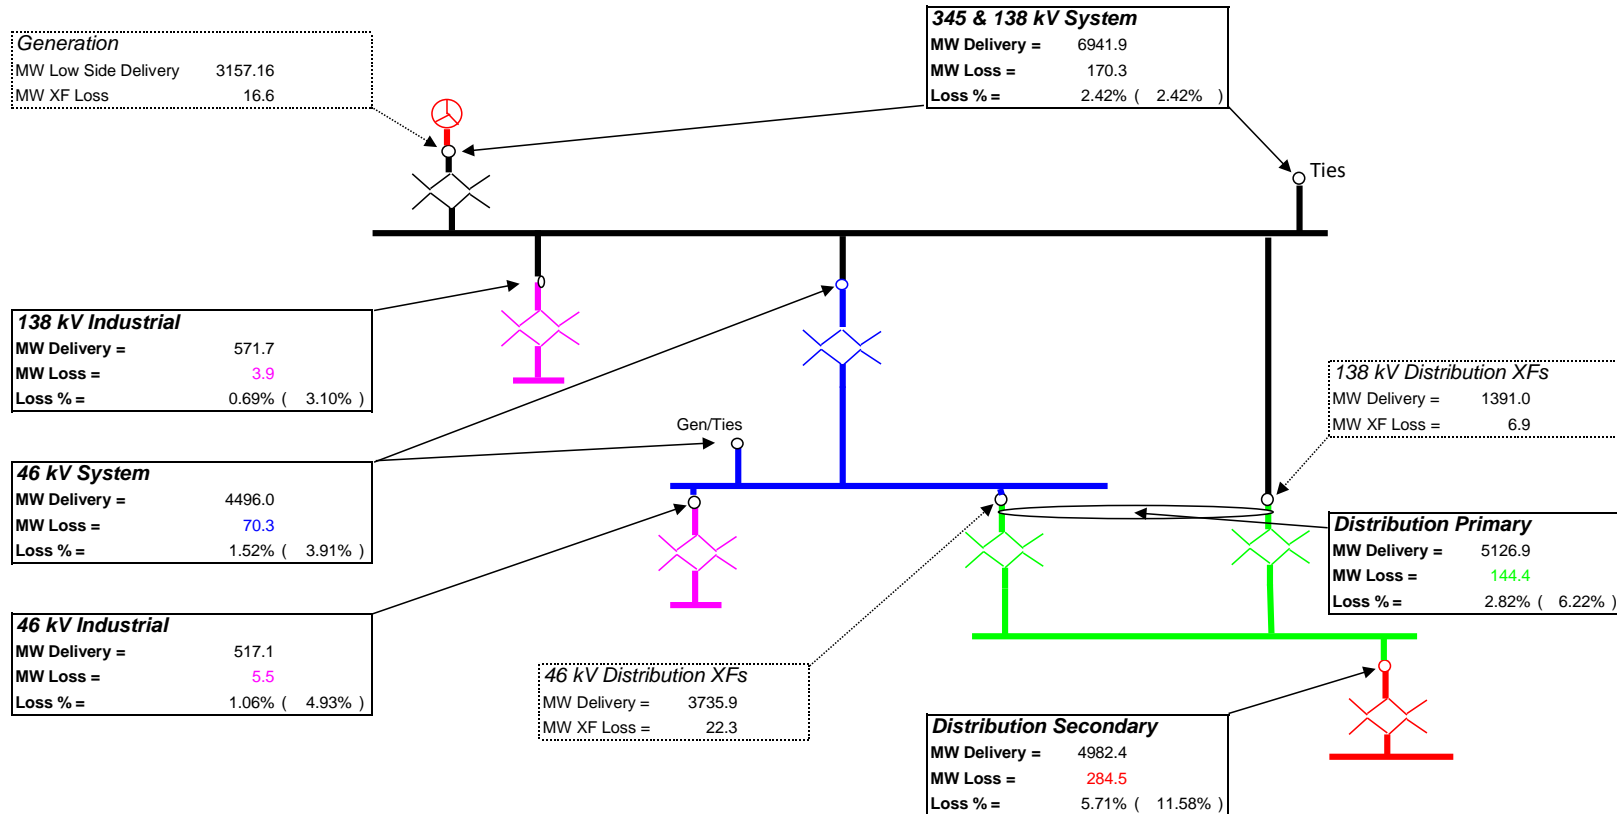 Generation
MW Low Side Delivery 3157.16
MW XF Loss 16.6
345 & 138 kV System
MW Delivery = 6941.9
MW Loss = 170.3
Loss % = 2.42% ( 2.42% )
Ties
138 kV Industrial
MW Delivery = 571.7
MW Loss = 3.9
Loss % = 0.69% ( 3.10% )
138 kV Distribution XFs
MW Delivery = 1391.0
MW XF Loss = 6.9
Gen/Ties
46 kV System
MW Delivery = 4496.0
MW Loss = 70.3
Loss % = 1.52% ( 3.91% )
Distribution Primary
MW Delivery = 5126.9
MW Loss = 144.4
Loss % = 2.82% ( 6.22% )
46 kV Industrial
MW Delivery = 517.1
MW Loss = 5.5
Loss % = 1.06% ( 4.93% )
46 kV Distribution XFs
MW Delivery = 3735.9
MW XF Loss = 22.3
Distribution Secondary
MW Delivery = 4982.4
MW Loss = 284.5
Loss % = 5.71% ( 11.58% )